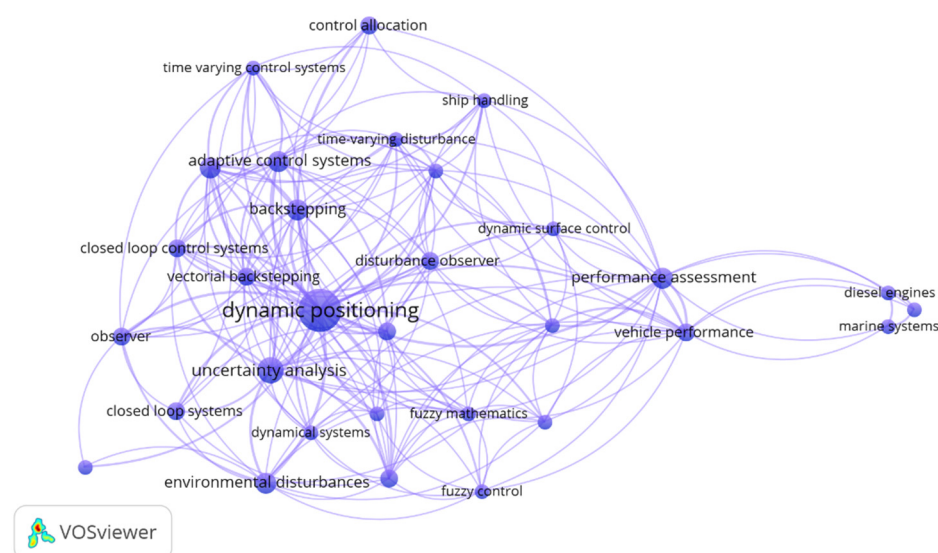 control allocation
time varying control systems
ship handling
time-varying disturbance
adaptive control systems
backstepping
dynamic surface control
closed loop control systems
disturbance observer
vectorial backstepping
performance assessment
diesel engines
dynamic positioning
marine systems
vehicle performance
observer
uncertainty analysis
closed loop systems
fuzzy mathematics
dynamical systems
environmental disturbances
fuzzy control
VOSviewer